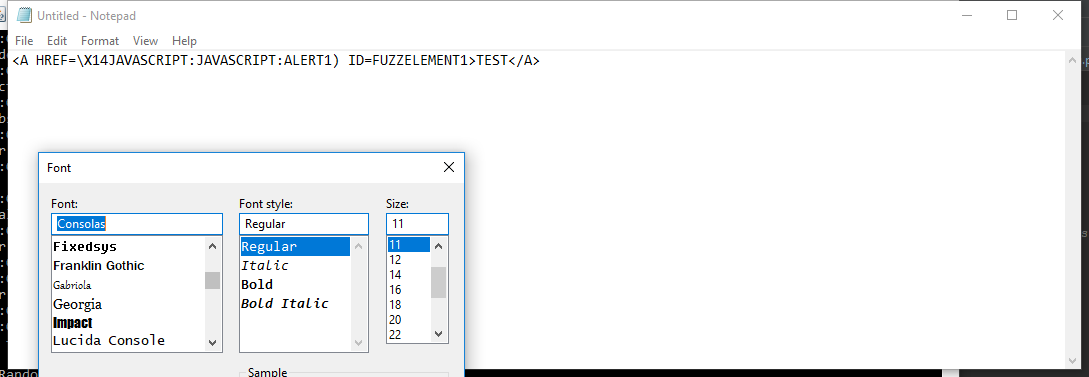 Untitled - Notepad
File Edit Format View Help
<A HREF=\X14JAVASCRIPT:JAVASCRIPT:ALERT1) ID=FUZZELEMENT1>TEST</A>
Font
Font: Font style: Size:
Consolas Regular 11
Fixedsys Regular 11
Franklin Gothic Italic 12
Gabriola Bold 14
Georgia Bold Italic 16
Impact 18
Lucida Console 20
22
Sample